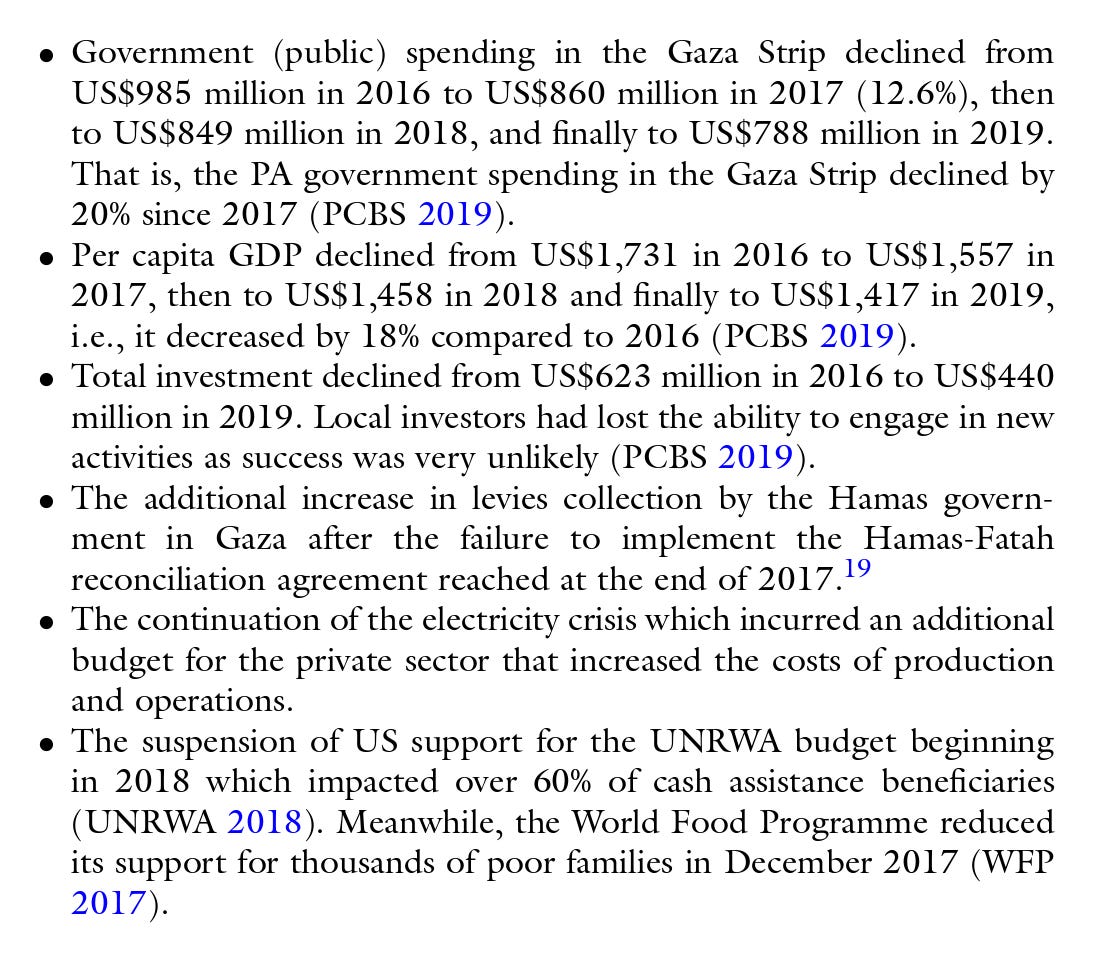 • Government (public) spending in the Gaza Strip declined from
US$985 million in 2016 to US$860 million in 2017 (12.6%), then
to US$849 million in 2018, and finally to US$788 million in 2019.
That is, the PA government spending in the Gaza Strip declined by
20% since 2017 (PCBS 2019).
• Per capita GDP declined from US$1,731 in 2016 to US$1,557 in
2017, then to US$1,458 in 2018 and finally to US$1,417 in 2019,
i.e., it decreased by 18% compared to 2016 (PCBS 2019).
• Total investment declined from US$623 million in 2016 to US$440
million in 2019. Local investors had lost the ability to engage in new
activities as success was very unlikely (PCBS 2019).
• The additional increase in levies collection by the Hamas govern-
ment in Gaza after the failure to implement the Hamas-Fatah
reconciliation agreement reached at the end of 2017.19
• The continuation of the electricity crisis which incurred an additional
budget for the private sector that increased the costs of production
and operations.
• The suspension of US support for the UNRWA budget beginning
in 2018 which impacted over 60% of cash assistance beneficiaries
(UNRWA 2018). Meanwhile, the World Food Programme reduced
its support for thousands of poor families in December 2017 (WFP
2017).